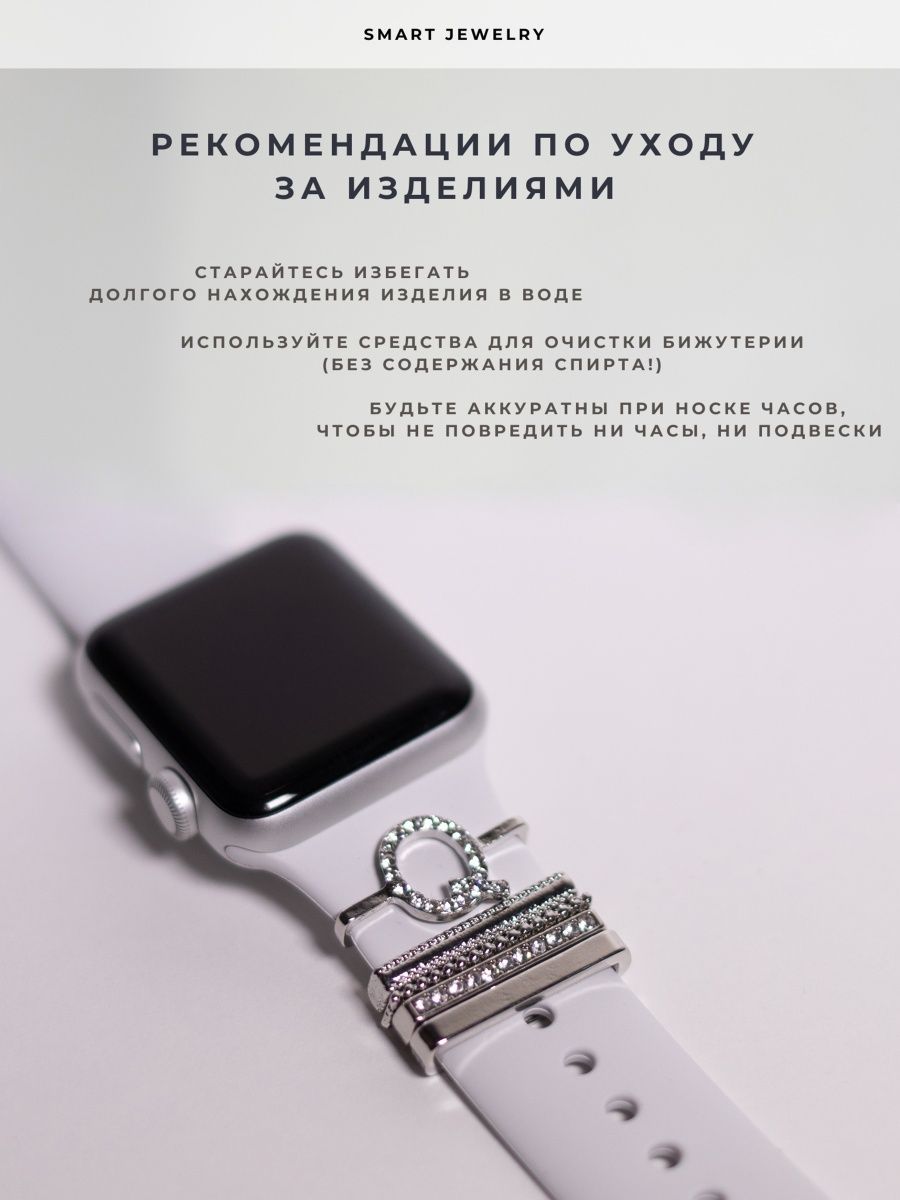 SMART JEWELRY
РЕКОМЕНДАЦИИ ПО УХОДУ
ЗА ИЗДЕЛИЯМИ
СТАРАЙТЕСЬ ИЗБЕГАТЬ
ДОЛГОГО НАХОЖДЕНИЯ ИЗДЕЛИЯ В ВОДЕ
ИСПОЛЬЗУЙТЕ СРЕДСТВА ДЛЯ ОЧИСТКИ БИЖУТЕРИИ
(БЕЗ СОДЕРЖАНИЯ СПИРТА!)
БУДЬТЕ АККУРАТНЫ ПРИ НОСКЕ ЧАСОВ,
ЧТОБЫ НЕ ПОВРЕДИТЬ НИ ЧАСЫ, НИ ПОДВЕСКИ
Q